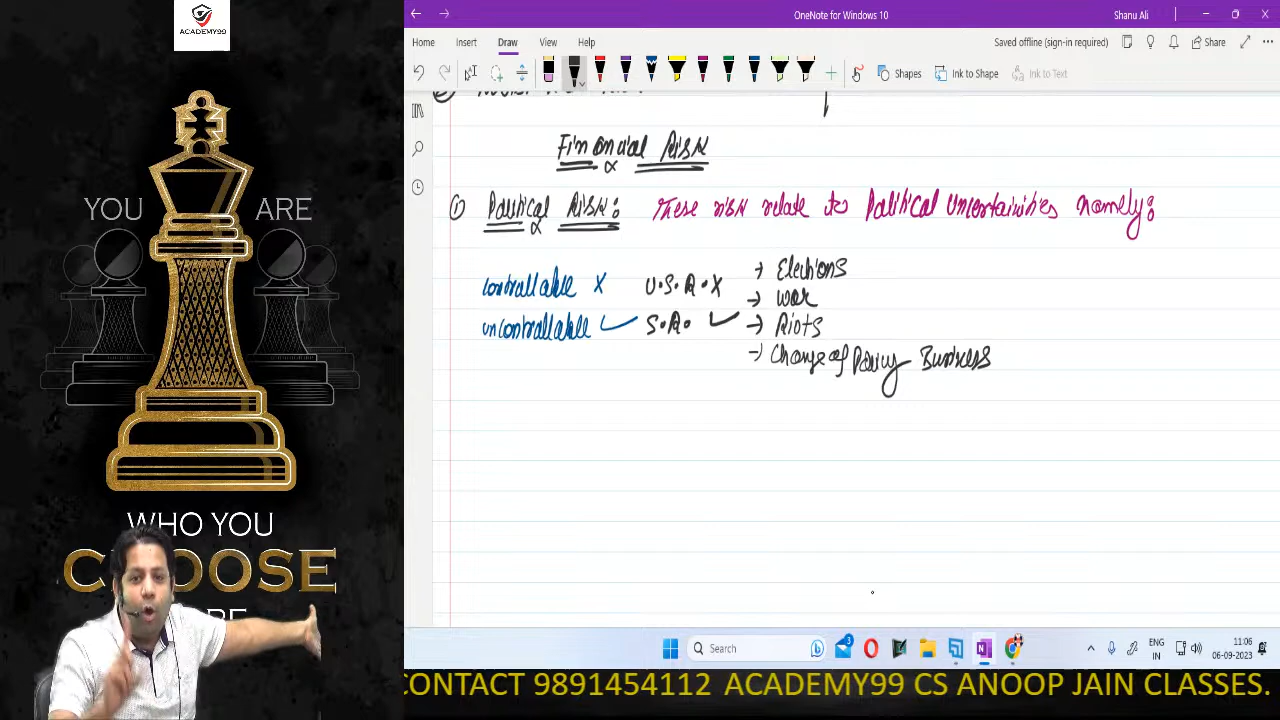 ACADEMY99
YOU ARE
WHO YOU
CHOOSE
OneNote for Windows 10
Shanu Ali
Home Insert Draw View Help
Saved offline (sign-in required)
Share
Shapes Ink to Shape Ink to Text
Financial Risk
① Political Risk: These risk relate to Political Uncertainities namely:
controllable X U.S.R.X → Elections
→ war
uncontrollable ✓ S.R. ✓ → Riots
→ Change of Policy Business
Search
3
ENG
IN
11:06
06-09-2023
CONTACT 9891454112 ACADEMY99 CS ANOOP JAIN CLASSES.